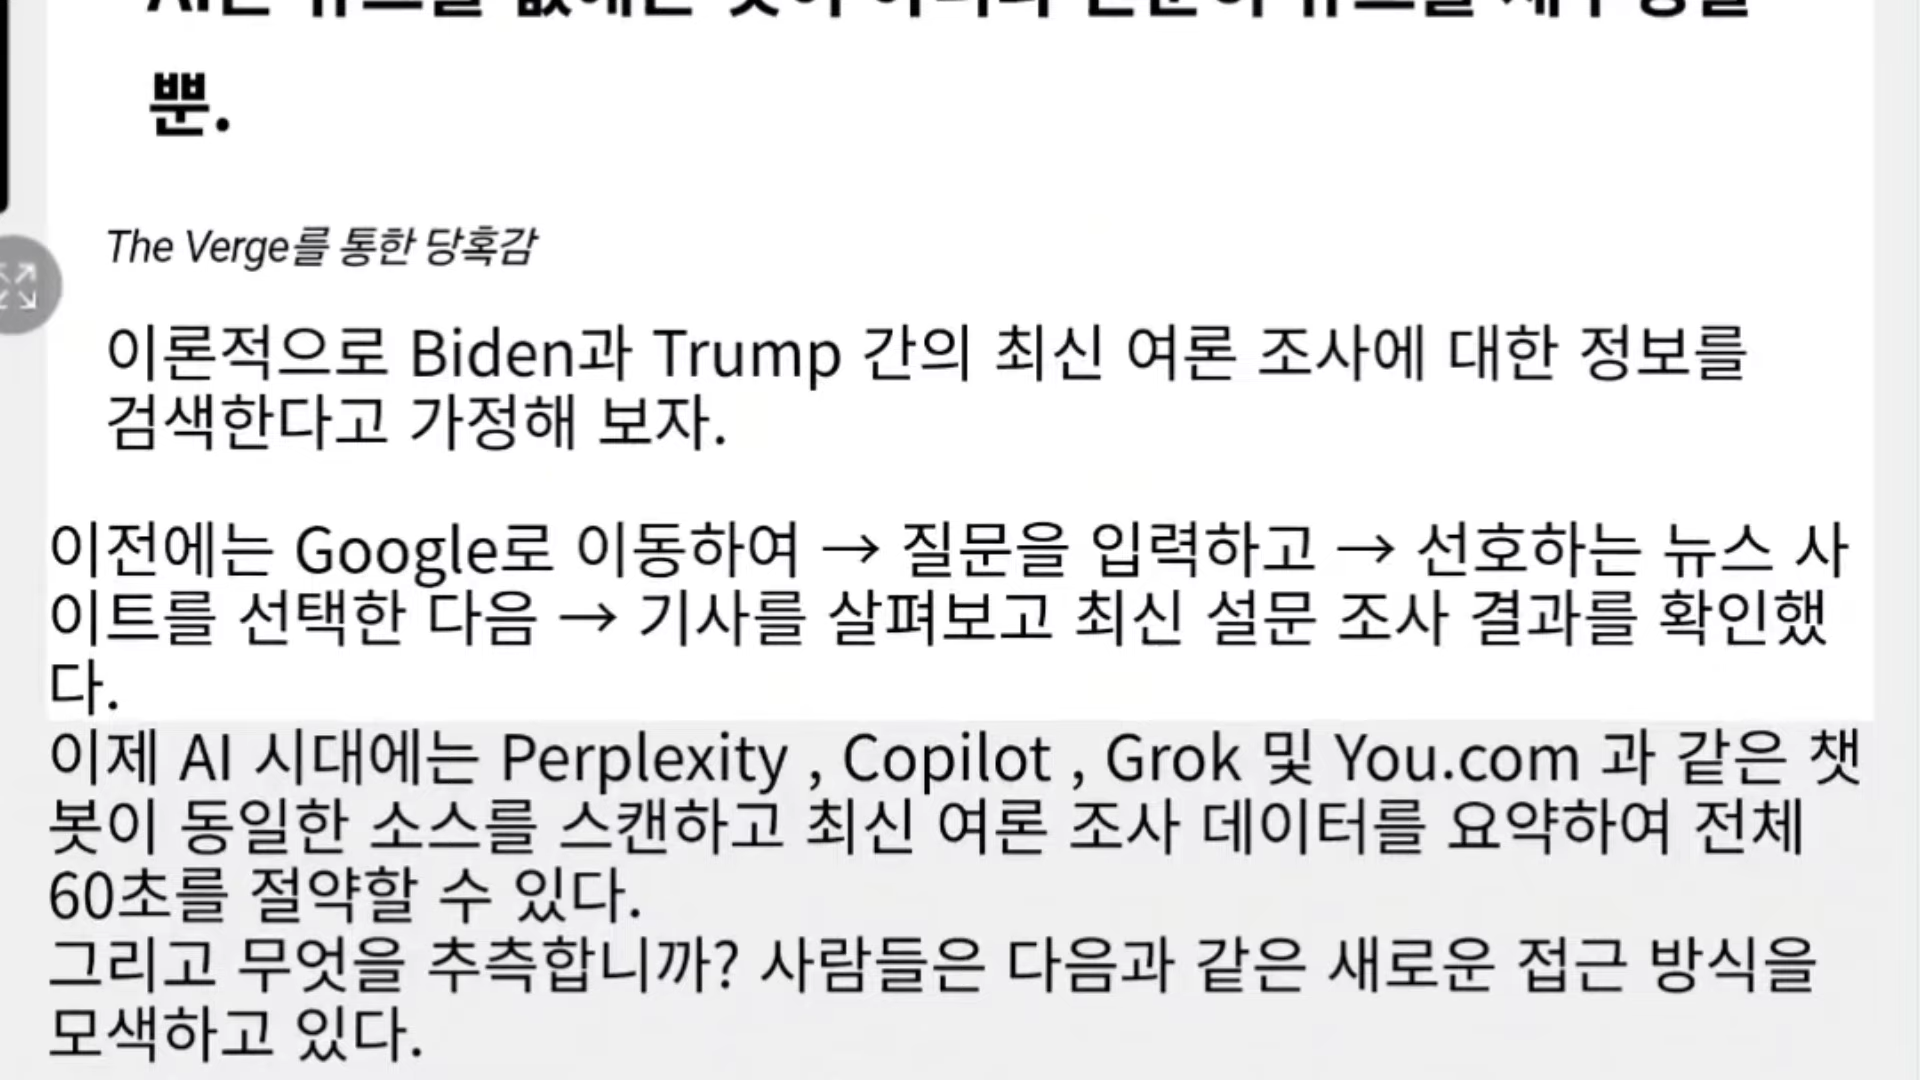 뿐.
The Verge를 통한 당혹감
이론적으로 Biden과 Trump 간의 최신 여론 조사에 대한 정보를
검색한다고 가정해 보자.
이전에는 Google로 이동하여 → 질문을 입력하고 → 선호하는 뉴스 사
이트를 선택한 다음 → 기사를 살펴보고 최신 설문 조사 결과를 확인했
다.
이제 AI 시대에는 Perplexity , Copilot , Grok 및 You.com 과 같은 챗
봇이 동일한 소스를 스캔하고 최신 여론 조사 데이터를 요약하여 전체
60초를 절약할 수 있다.
그리고 무엇을 추측합니까? 사람들은 다음과 같은 새로운 접근 방식을
모색하고 있다.